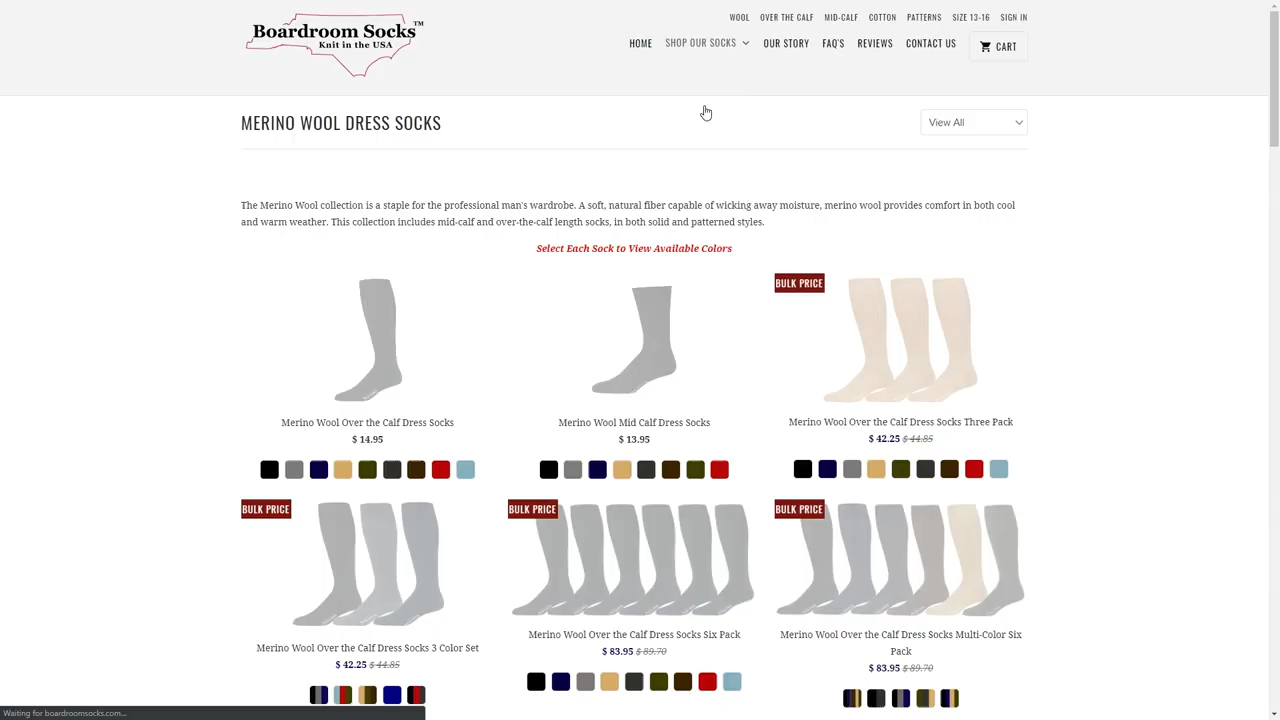 Boardroom Socks™
Knit in the USA
WOOL OVER THE CALF MID-CALF COTTON PATTERNS SIZE 13-16 SIGN IN
HOME SHOP OUR SOCKS OUR STORY FAQ'S REVIEWS CONTACT US CART
MERINO WOOL DRESS SOCKS
View All
The Merino Wool collection is a staple for the professional man's wardrobe. A soft, natural fiber capable of wicking away moisture, merino wool provides comfort in both cool
and warm weather. This collection includes mid-calf and over-the-calf length socks, in both solid and patterned styles.
Select Each Sock to View Available Colors
BULK PRICE
Merino Wool Over the Calf Dress Socks
$ 14.95
Merino Wool Mid Calf Dress Socks
$ 13.95
Merino Wool Over the Calf Dress Socks Three Pack
$ 42.25 $ 44.85
BULK PRICE
BULK PRICE
BULK PRICE
Merino Wool Over the Calf Dress Socks 3 Color Set
$ 42.25 $ 44.85
Merino Wool Over the Calf Dress Socks Six Pack
$ 83.95 $ 89.70
Merino Wool Over the Calf Dress Socks Multi-Color Six
Pack
$ 83.95 $ 89.70
Waiting for boardroomsocks.com...